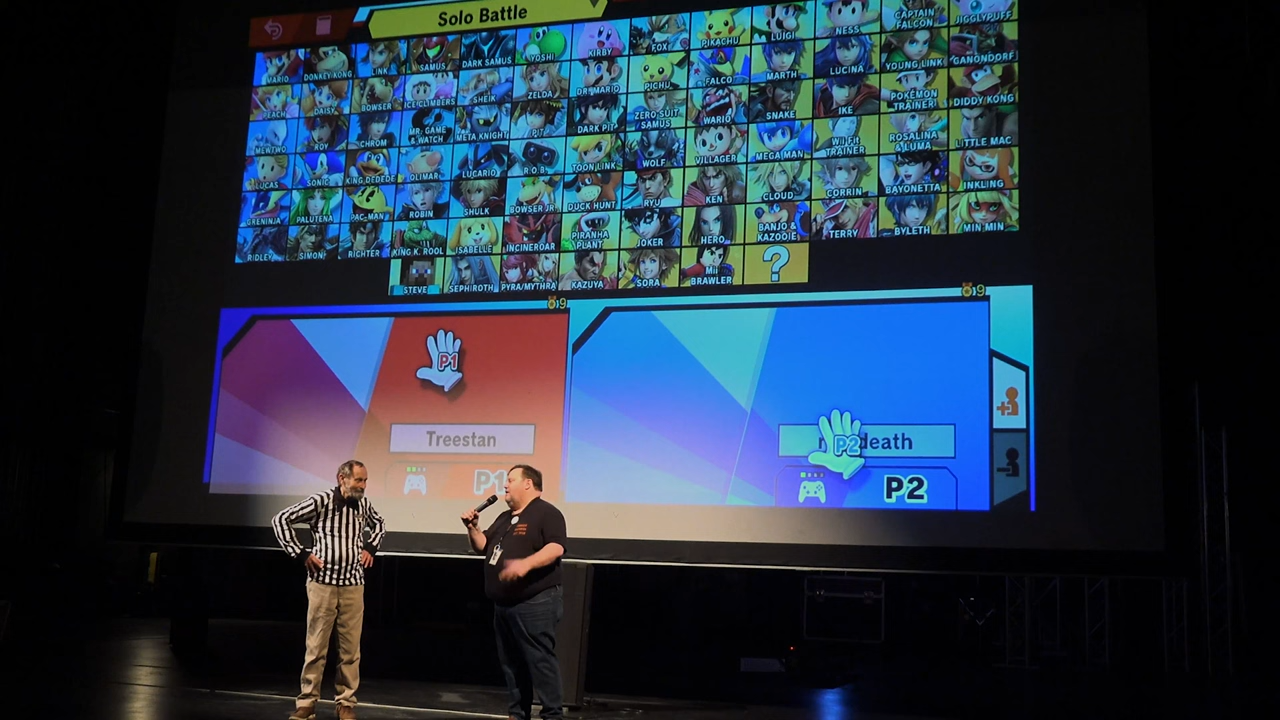 Solo Battle
MARIO DONKEY KONG LINK SAMUS DARK SAMUS YOSHI KIRBY FOX PIKACHU LUIGI NESS CAPTAIN FALCON JIGGLYPUFF
PEACH DAISY BOWSER ICE CLIMBERS SHEIK ZELDA DR. MARIO PICHU FALCO MARTH LUCINA YOUNG LINK GANONDORF
MEWTWO ROY CHROM MR. GAME & WATCH META KNIGHT PIT DARK PIT ZERO SUIT SAMUS WARIO SNAKE IKE POKÉMON TRAINER DIDDY KONG
LUCAS SONIC KING DEDEDE OLIMAR LUCARIO R.O.B. TOON LINK WOLF VILLAGER MEGA MAN Wii Fit TRAINER ROSALINA & LUMA LITTLE MAC
GRENINJA PALUTENA PAC-MAN ROBIN SHULK BOWSER JR. DUCK HUNT RYU KEN CLOUD CORRIN BAYONETTA INKLING
RIDLEY SIMON RICHTER KING K. ROOL ISABELLE INCINEROAR PIRANHA PLANT JOKER HERO BANJO & KAZOOIE TERRY BYLETH MIN MIN
STEVE SEPHIROTH PYRA/MYTHRA KAZUYA SORA Mii BRAWLER ?
9
9
P1
Treestan
P1
P2
death
P2